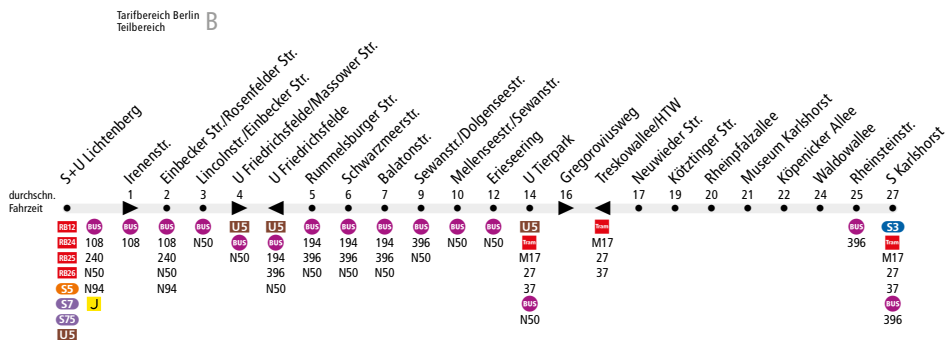 Tarifbereich Berlin
Teilbereich
B
S+U Lichtenberg
Irenenstr.
Einbecker Str./Rosenfelder Str.
Lincolnstr./Einbecker Str.
U Friedrichsfelde/Massower Str.
U Friedrichsfelde
Rummelsburger Str.
Schwarzmeerstr.
Balatonstr.
Sewanstr./Dolgenseestr.
Mellenseestr./Sewanstr.
Erieseering
U Tierpark
Gregoroviusweg
Treskowallee/HTW
Neuwieder Str.
Kötztinger Str.
Rheinpfalzallee
Museum Karlshorst
Köpenicker Allee
Waldowallee
Rheinsteinstr.
S Karlshorst
durchschn. 1 2 3 4 5 6 7 9 10 12 14 16 17 19 20 21 22 24 25 27
Fahrzeit
RB12 BUS BUS BUS BUS U5 U5 BUS BUS BUS BUS BUS BUS U5 Tram BUS S3
RB24 108 108 108 N50 BUS BUS 194 194 194 396 N50 N50 Tram M17 396 Tram
RB25 240 240 N50 194 396 396 396 N50 M17 27 M17
RB26 N50 N50 396 N50 N50 N50 27 37 27
S5 N94 N94 N50 37 37
S7 J BUS BUS
S75 N50 396
U5